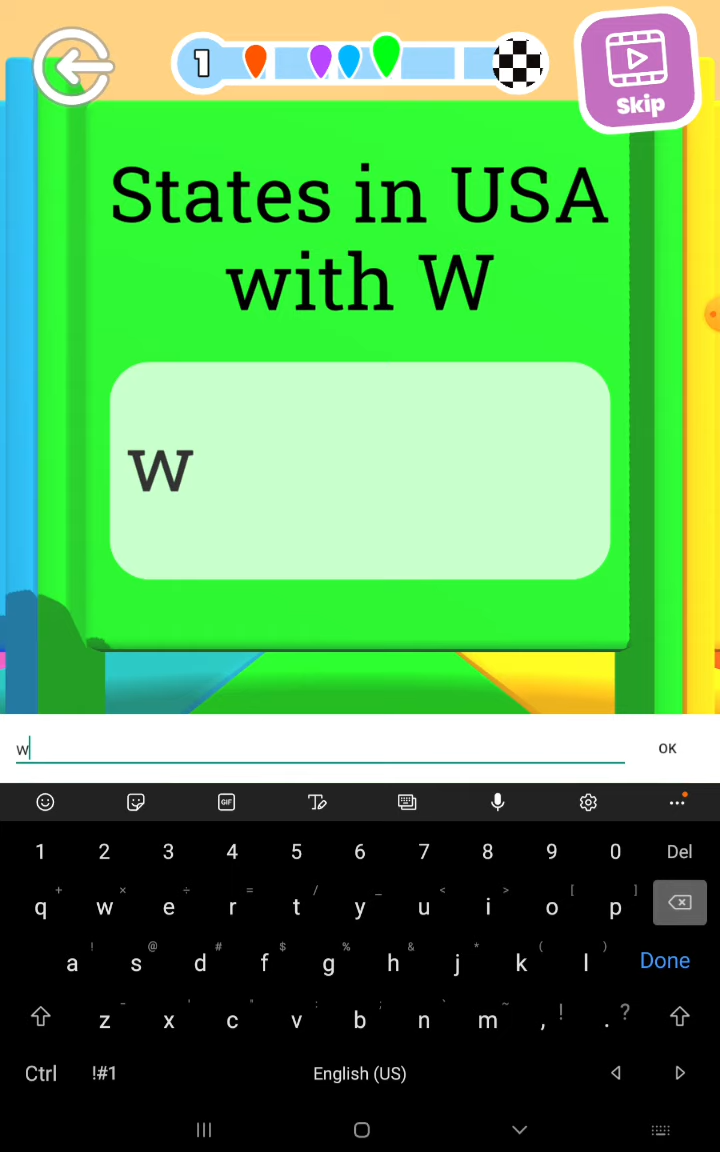 1
Skip
States in USA
with W
w
w OK
GIF
1 2 3 4 5 6 7 8 9 0 Del
+ × ÷ = / _ < > [ ]
q w e r t y u i o p
! @ # $ % & * ( )
a s d f g h j k l Done
- ' " : ; ` ~ ! ?
z x c v b n m , .
Ctrl !#1 English (US)